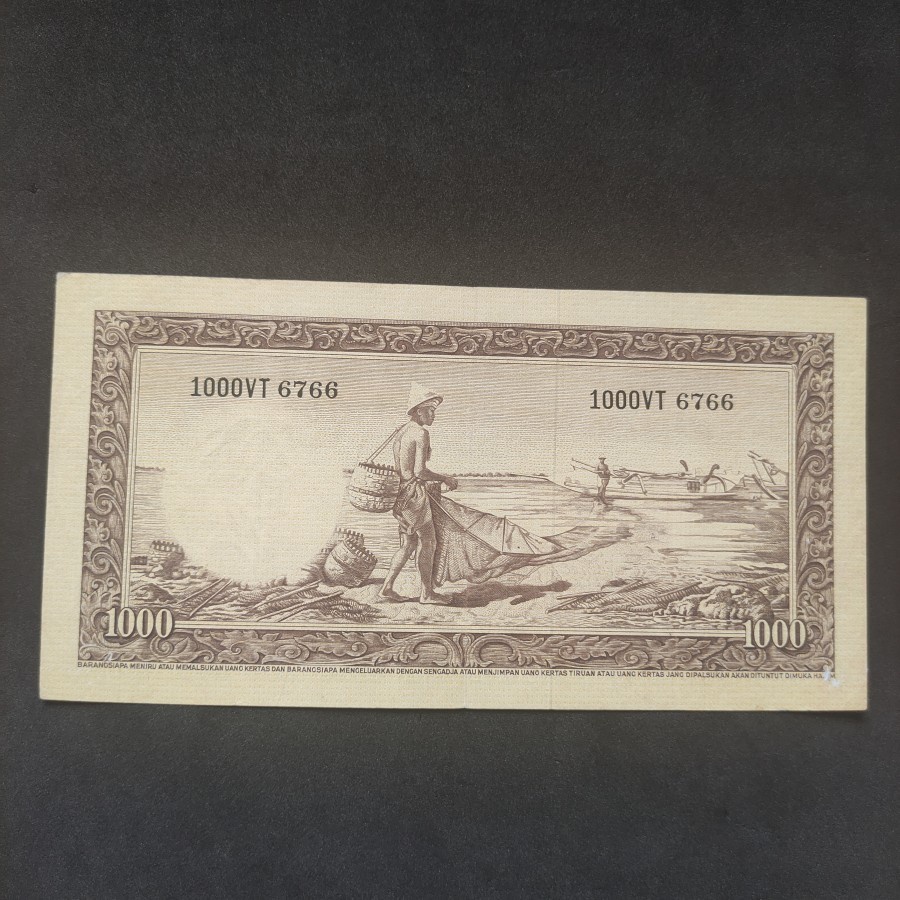 1000VT 6766
1000VT 6766
1000
1000
BARANGSIAPA MENIRU ATAU MEMALSUKAN UANG KERTAS DAN BARANGSIAPA MENGELUARKAN DENGAN SENGADJA ATAU MENJIMPAN UANG KERTAS TIRUAN ATAU UANG KERTAS JANG DIPALSUKAN AKAN DITUNTUT DIMUKA